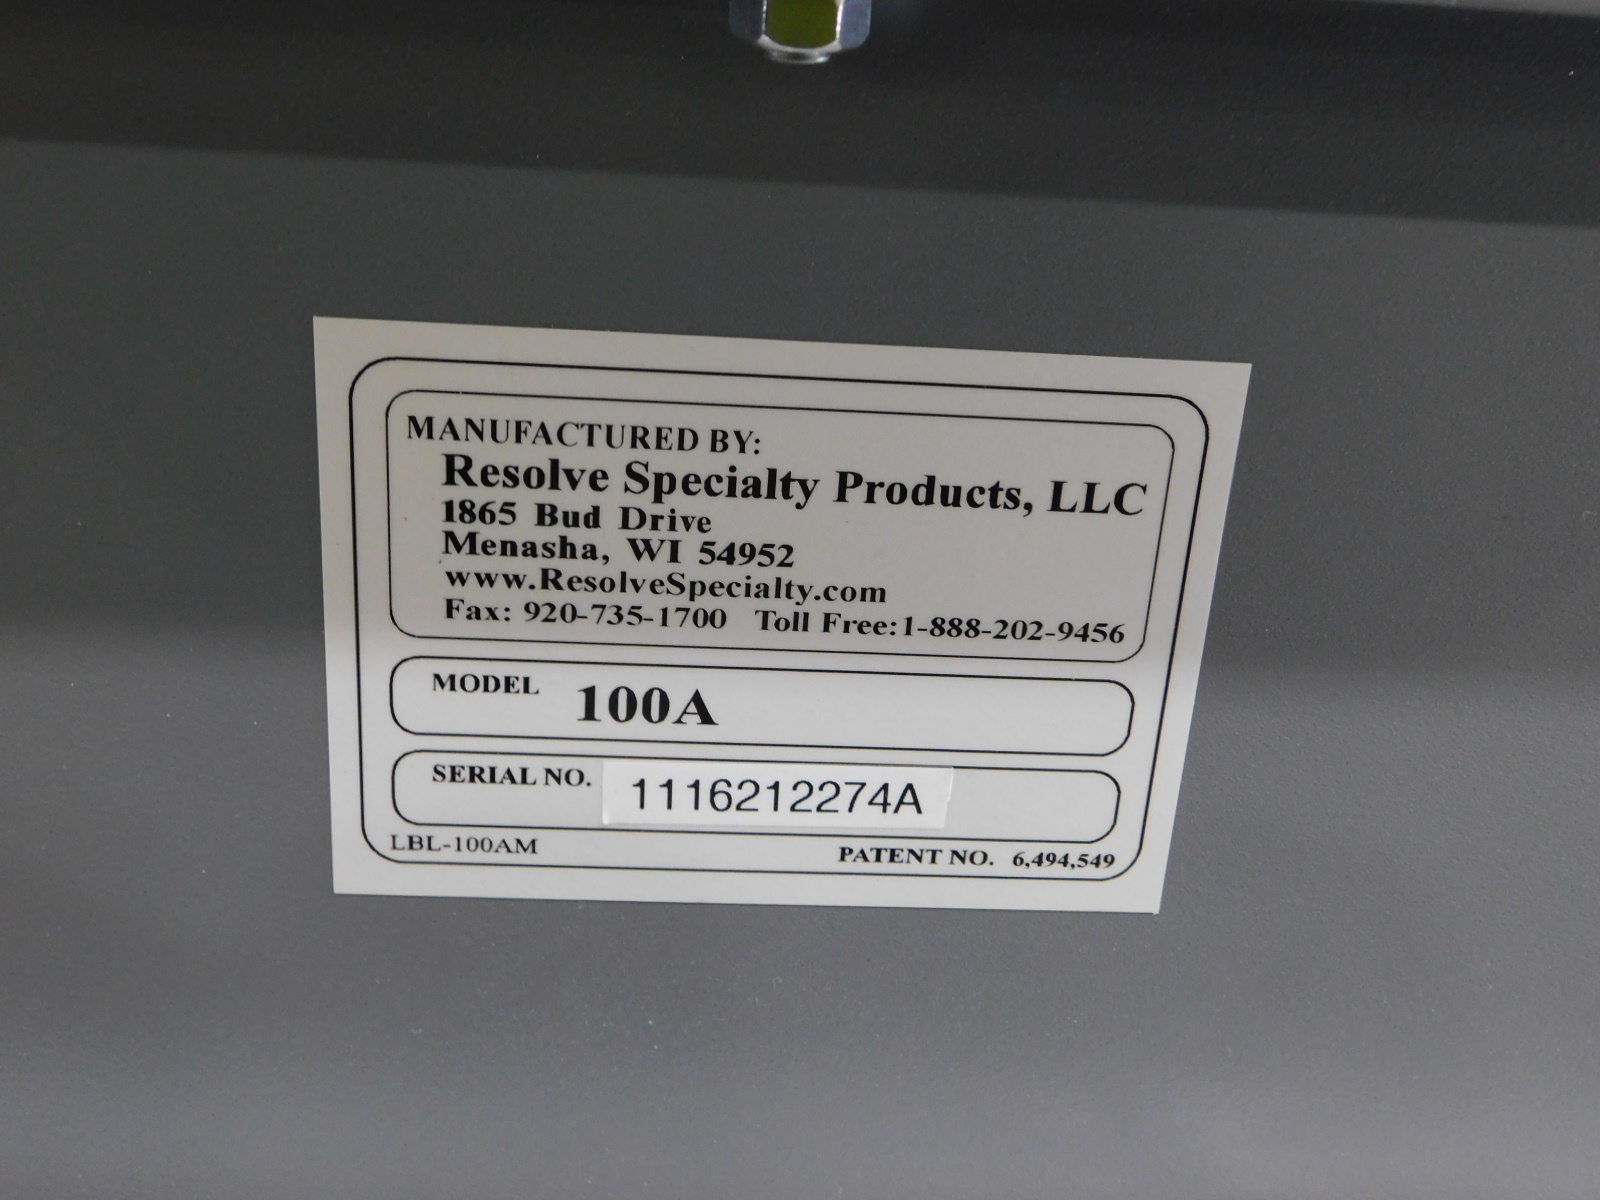 MANUFACTURED BY:
Resolve Specialty Products, LLC
1865 Bud Drive
Menasha, WI 54952
www.ResolveSpecialty.com
Fax: 920-735-1700 Toll Free:1-888-202-9456
MODEL 100A
SERIAL NO. 1116212274A
LBL-100AM PATENT NO. 6,494,549